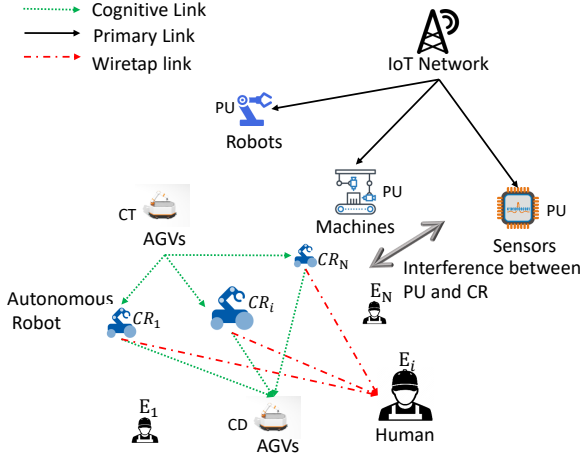 Cognitive Link
Primary Link
Wiretap link
IoT Network
PU
Robots
PU
Machines
PU
Sensors
CT
AGVs
Interference between
PU and CR
CR_N
E_N
Autonomous
Robot
CR_1
CR_i
E_i
Human
E_1
CD
AGVs